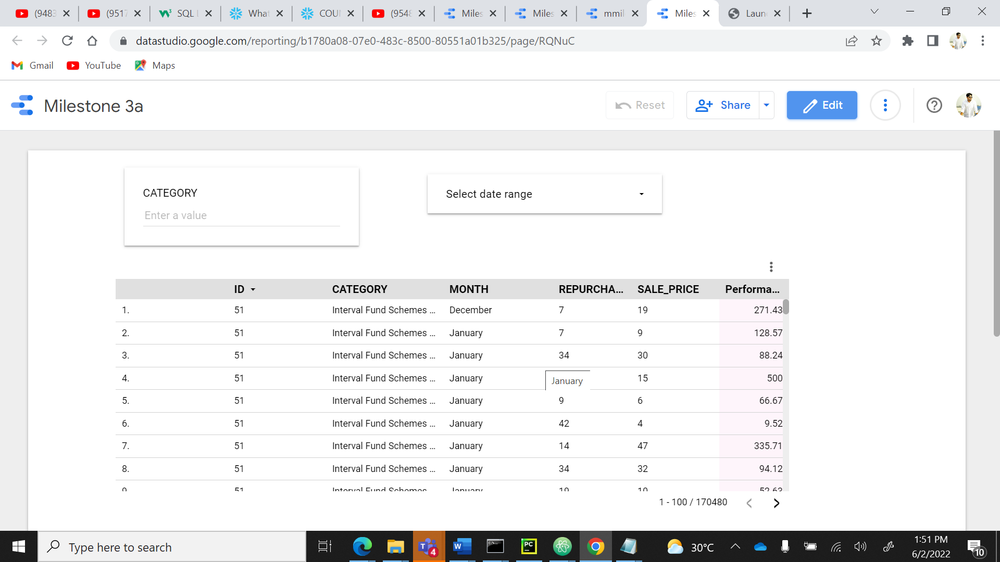 (9483 (9517 SQL What COU (9548 Miles Miles mmil Miles Laun
datastudio.google.com/reporting/b1780a08-07e0-483c-8500-80551a01b325/page/RQNuC
Gmail YouTube Maps
Milestone 3a Reset Share Edit
CATEGORY
Enter a value
Select date range
ID CATEGORY MONTH REPURCHA... SALE_PRICE Performa...
1. 51 Interval Fund Schemes ... December 7 19 271.43
2. 51 Interval Fund Schemes ... January 7 9 128.57
3. 51 Interval Fund Schemes ... January 34 30 88.24
4. 51 Interval Fund Schemes ... January 15 500
January
5. 51 Interval Fund Schemes ... January 9 6 66.67
6. 51 Interval Fund Schemes ... January 42 4 9.52
7. 51 Interval Fund Schemes ... January 14 47 335.71
8. 51 Interval Fund Schemes ... January 34 32 94.12
9. 51 Interval Fund Schemes ... January 19 10 52.63
1 - 100 / 170480
Type here to search
4
PC
30°C
1:51 PM
6/2/2022
10